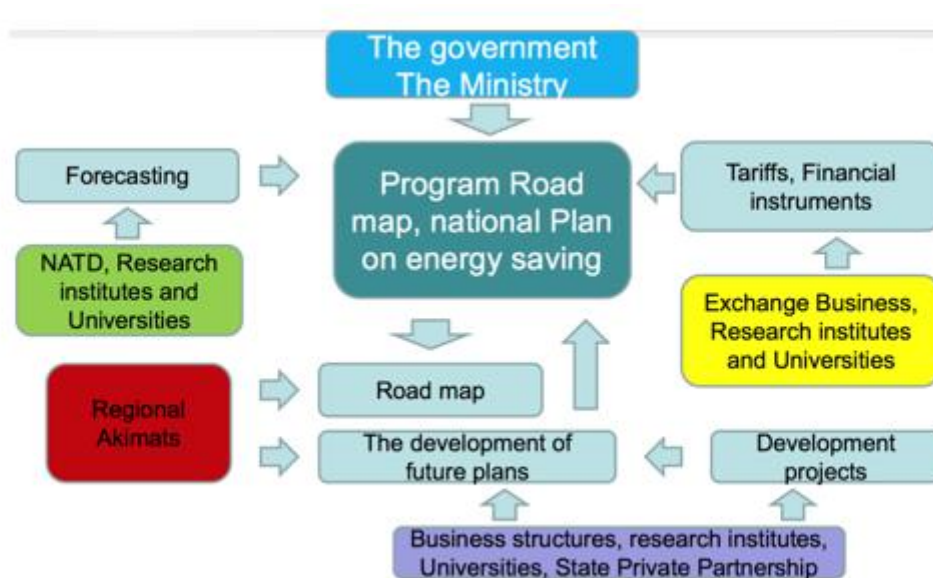 The government
The Ministry
Forecasting
Program Road
map, national Plan
on energy saving
Tariffs, Financial
instruments
NATD, Research
institutes and
Universities
Exchange Business,
Research institutes
and Universities
Regional
Akimats
Road map
The development of
future plans
Development
projects
Business structures, research institutes,
Universities, State Private Partnership